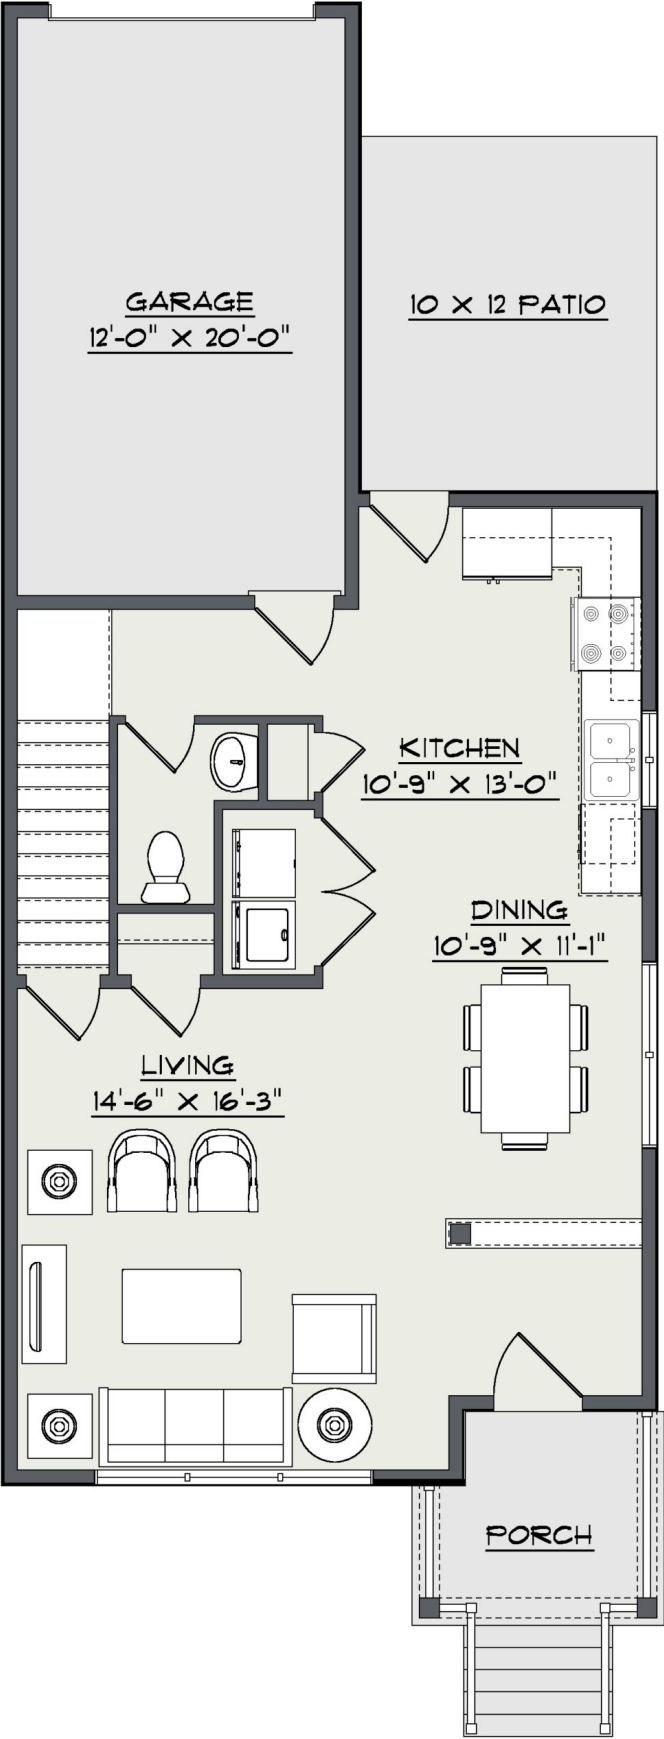 GARAGE
12'-0" X 20'-0"
10 X 12 PATIO
KITCHEN
10'-9" X 13'-0"
DINING
10'-9" X 11'-1"
LIVING
14'-6" X 16'-3"
PORCH